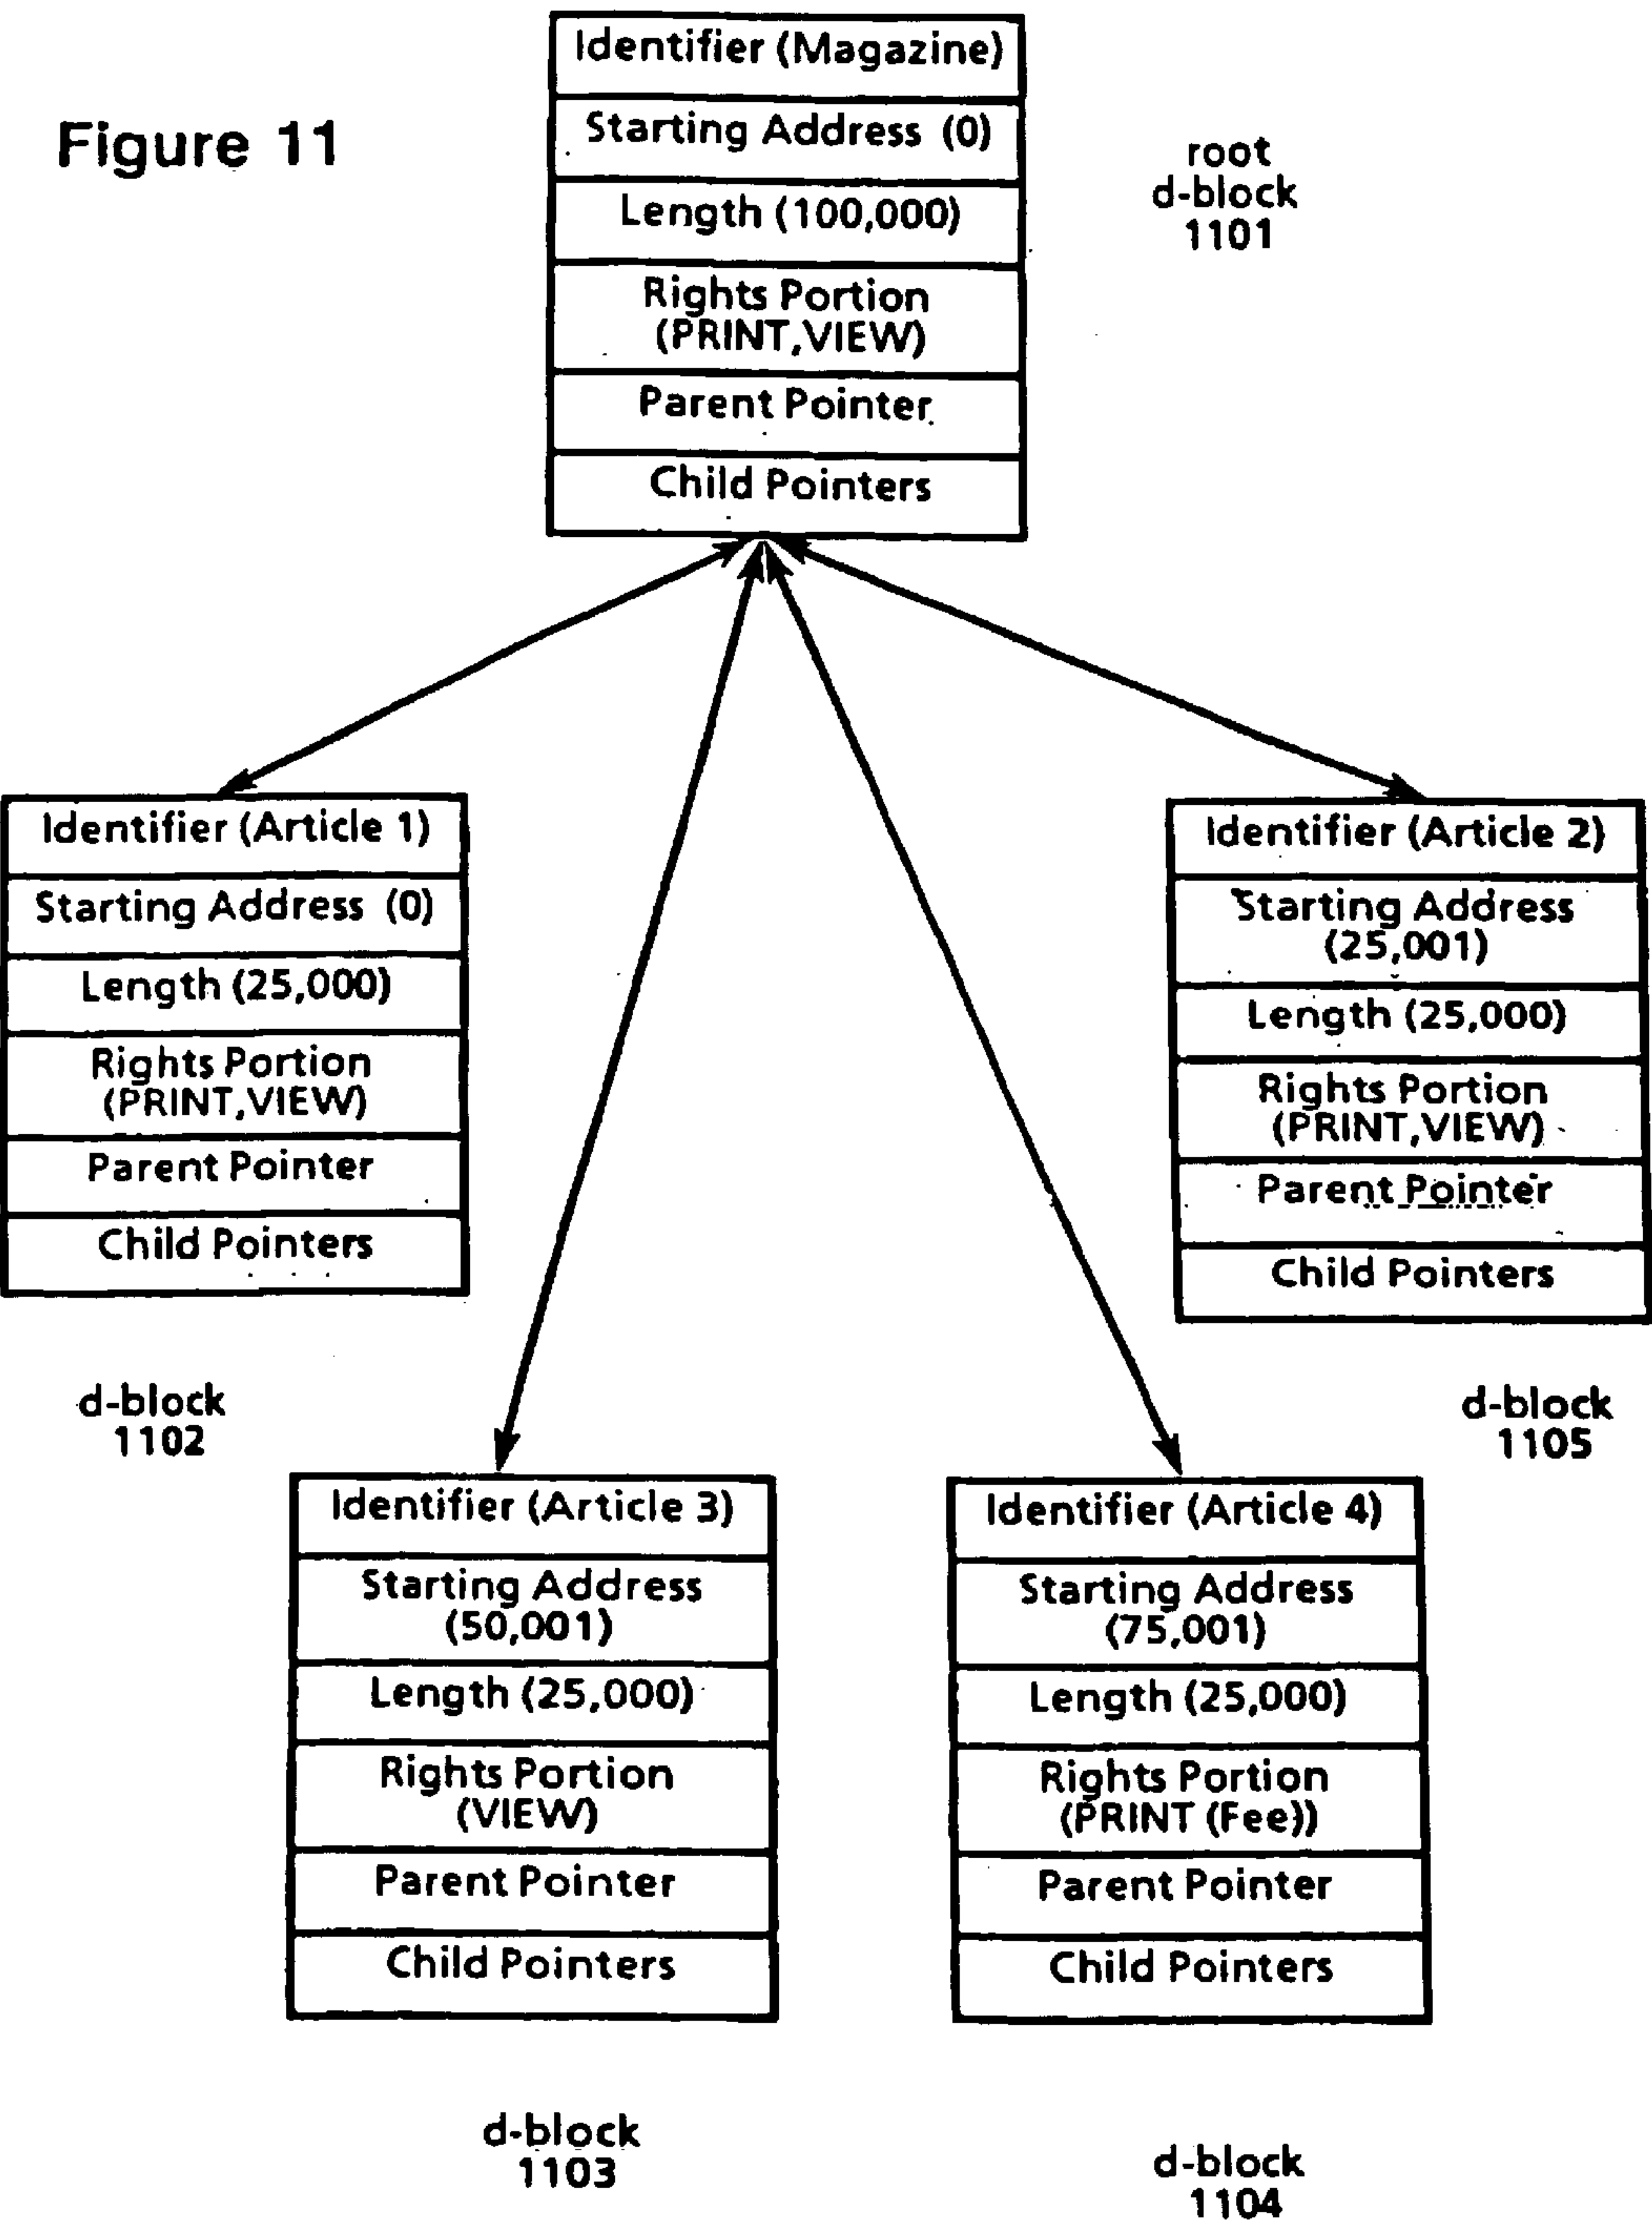 Figure 11
Identifier (Magazine)
Starting Address (0)
Length (100,000)
Rights Portion
(PRINT,VIEW)
Parent Pointer
Child Pointers
root
d-block
1101
Identifier (Article 1)
Starting Address (0)
Length (25,000)
Rights Portion
(PRINT,VIEW)
Parent Pointer
Child Pointers
d-block
1102
Identifier (Article 2)
Starting Address
(25,001)
Length (25,000)
Rights Portion
(PRINT,VIEW)
Parent Pointer
Child Pointers
d-block
1105
Identifier (Article 3)
Starting Address
(50,001)
Length (25,000)
Rights Portion
(VIEW)
Parent Pointer
Child Pointers
d-block
1103
Identifier (Article 4)
Starting Address
(75,001)
Length (25,000)
Rights Portion
(PRINT (Fee))
Parent Pointer
Child Pointers
d-block
1104